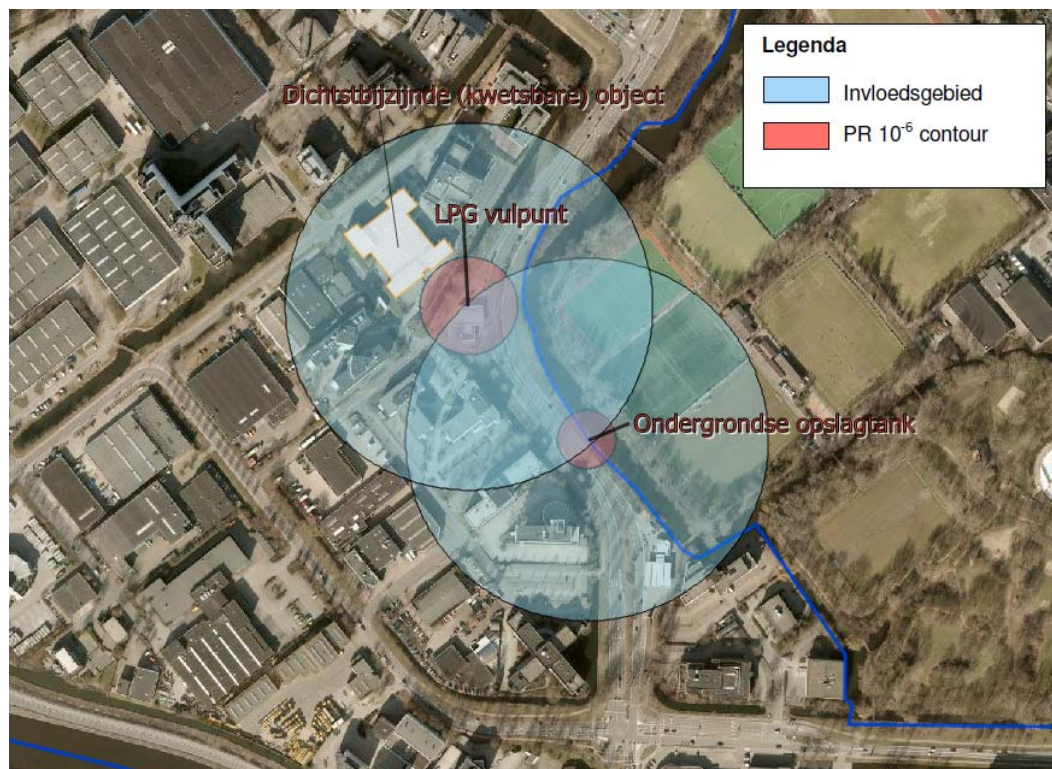 Legenda
Invloedsgebied
PR 10⁻⁶ contour
Dichtstbijzijnde (kwetsbare) object
LPG vulpunt
Ondergrondse opslagtank